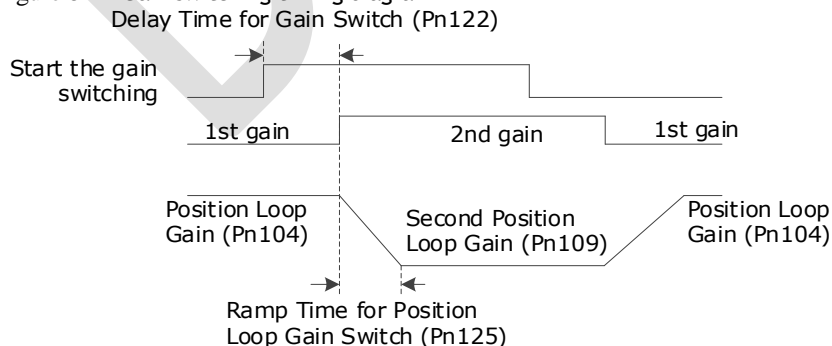 Delay Time for Gain Switch (Pn122)
Start the gain
switching
1st gain
2nd gain
1st gain
Position Loop
Gain (Pn104)
Second Position
Loop Gain (Pn109)
Position Loop
Gain (Pn104)
Ramp Time for Position
Loop Gain Switch (Pn125)